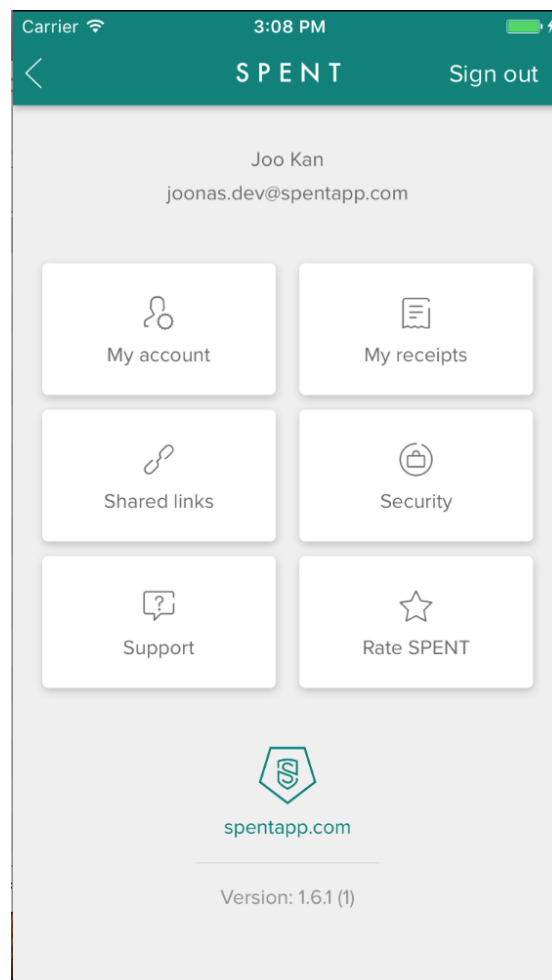 Carrier 3:08 PM
SPENT Sign out
Joo Kan
joonas.dev@spentapp.com
My account My receipts
Shared links Security
Support Rate SPENT
spentapp.com
Version: 1.6.1 (1)